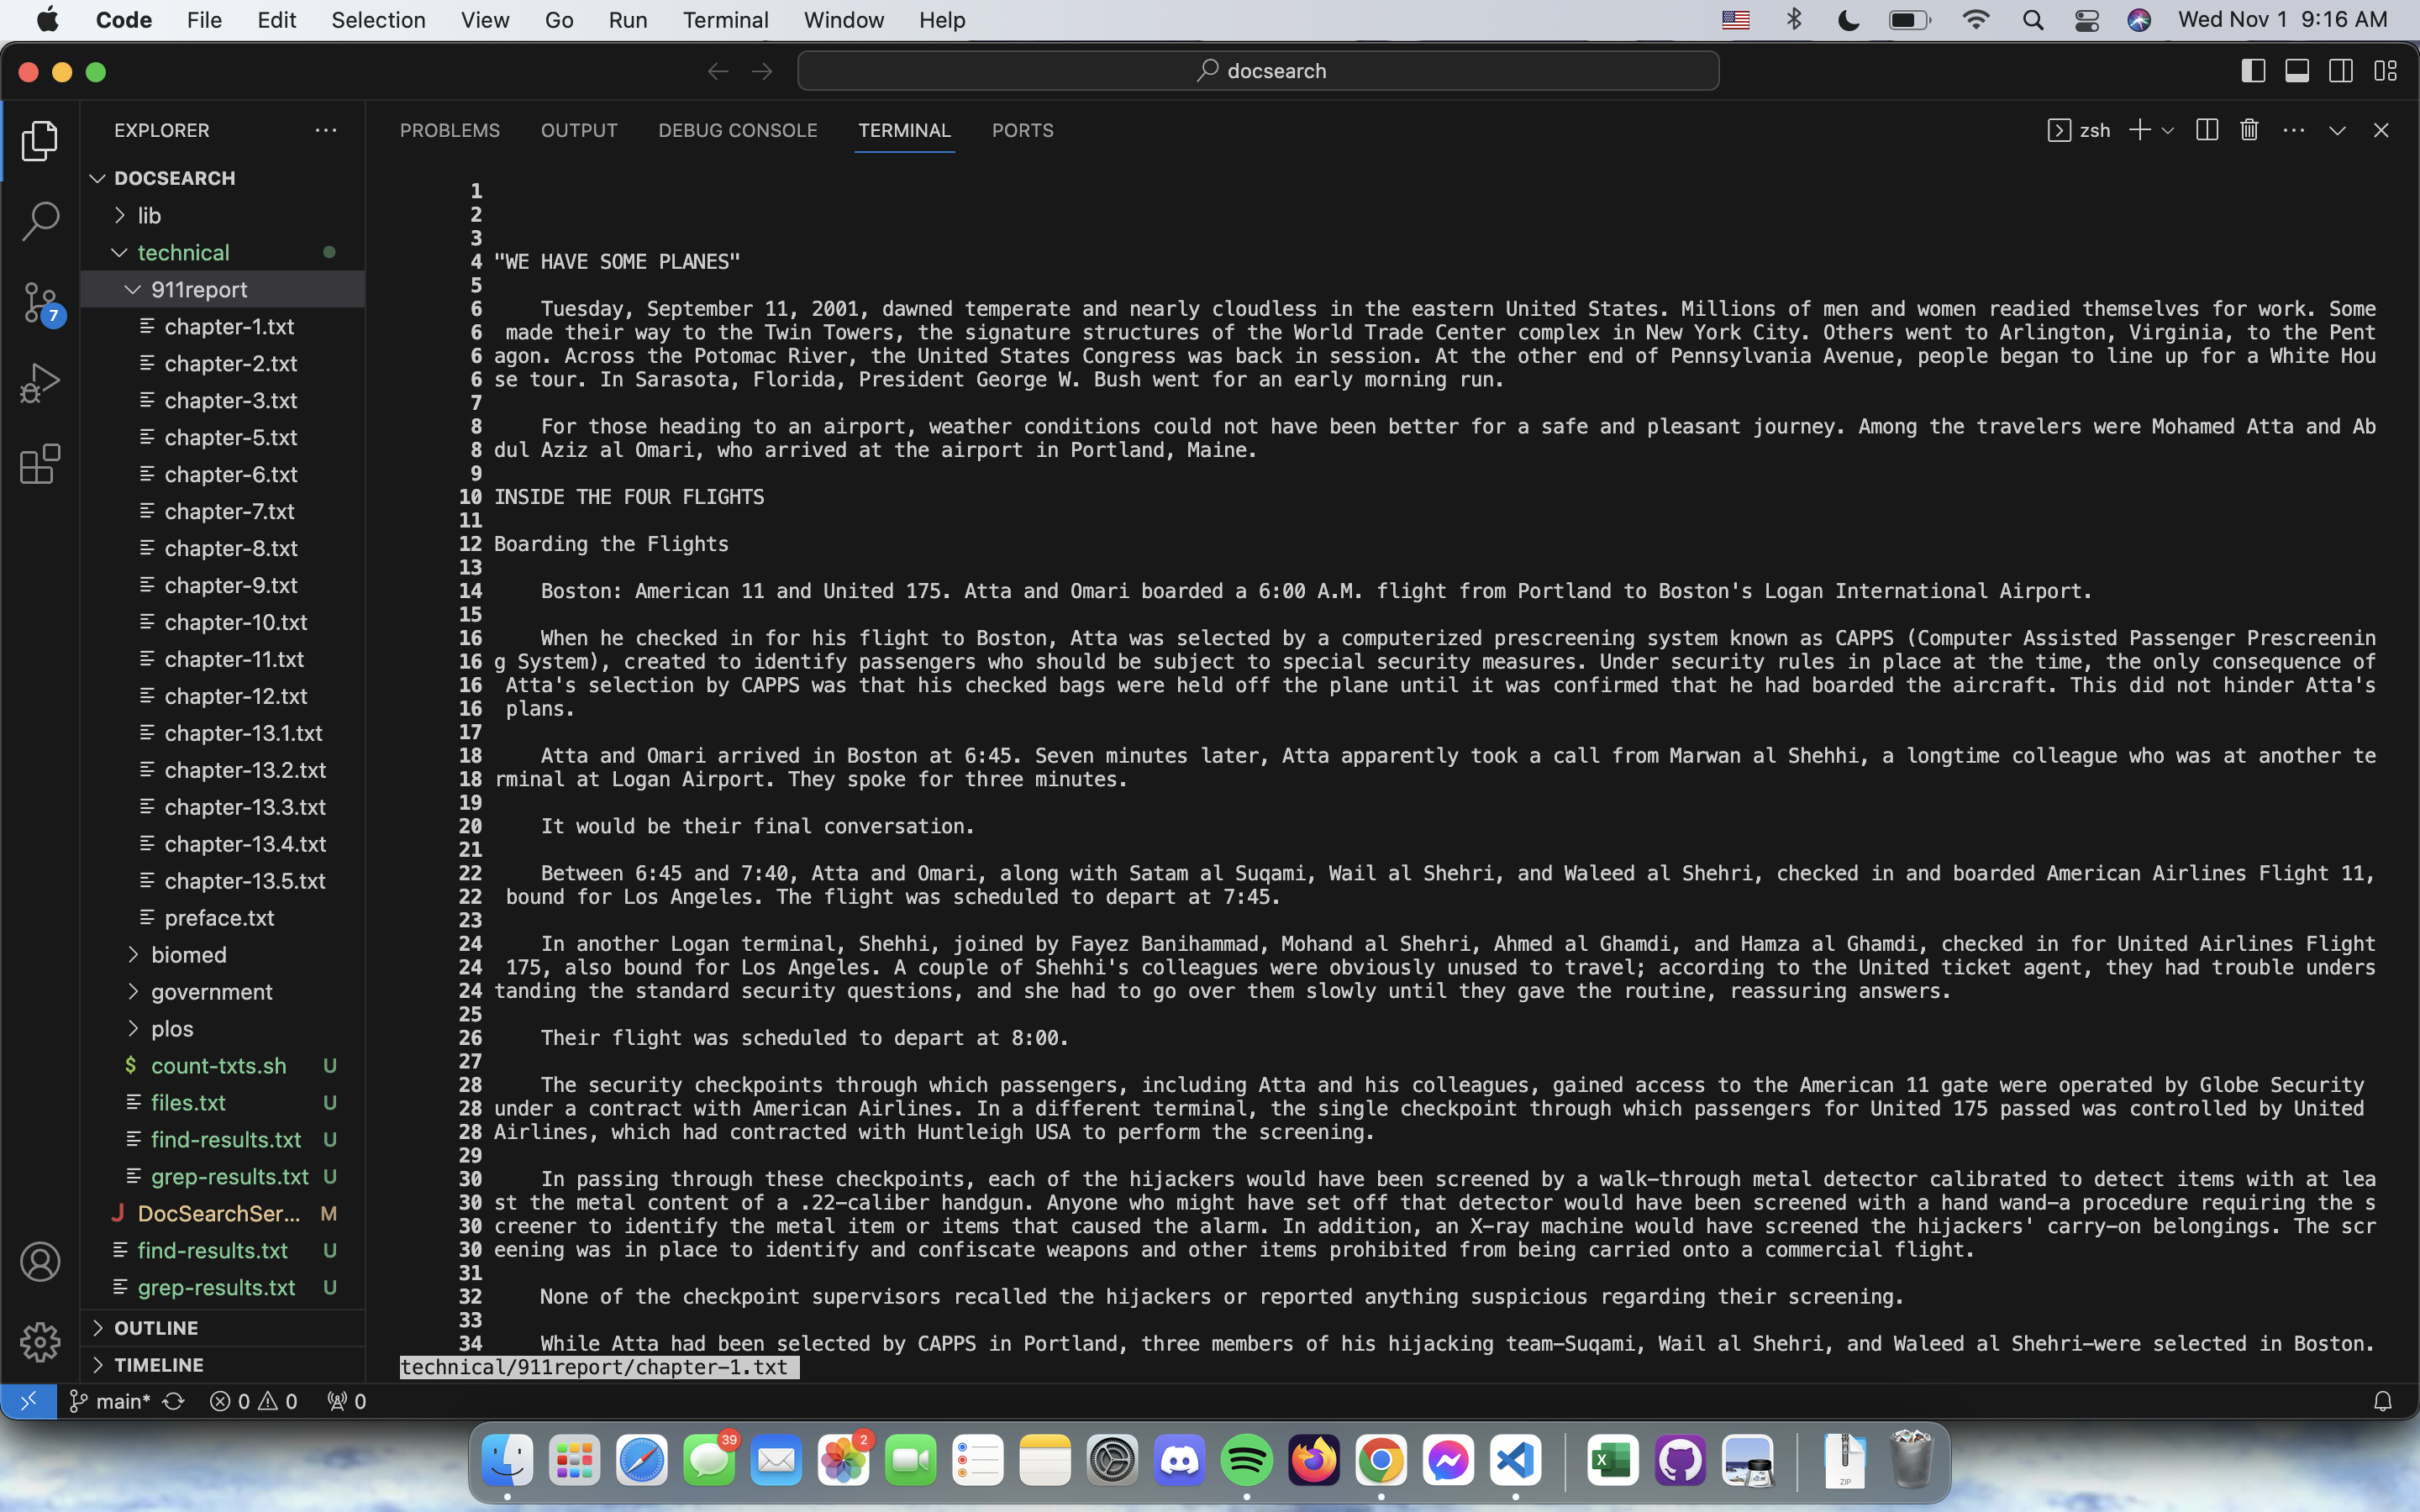 Code File Edit Selection View Go Run Terminal Window Help Wed Nov 1 9:16 AM
docsearch
EXPLORER
DOCSEARCH
lib
technical
911report
chapter-1.txt
chapter-2.txt
chapter-3.txt
chapter-5.txt
chapter-6.txt
chapter-7.txt
chapter-8.txt
chapter-9.txt
chapter-10.txt
chapter-11.txt
chapter-12.txt
chapter-13.1.txt
chapter-13.2.txt
chapter-13.3.txt
chapter-13.4.txt
chapter-13.5.txt
preface.txt
biomed
government
plos
$ count-txts.sh U
files.txt U
find-results.txt U
grep-results.txt U
J DocSearchSer... M
find-results.txt U
grep-results.txt U
OUTLINE
TIMELINE
7
PROBLEMS OUTPUT DEBUG CONSOLE TERMINAL PORTS zsh
1
2
3
4 "WE HAVE SOME PLANES"
5
6 Tuesday, September 11, 2001, dawned temperate and nearly cloudless in the eastern United States. Millions of men and women readied themselves for work. Some
6 made their way to the Twin Towers, the signature structures of the World Trade Center complex in New York City. Others went to Arlington, Virginia, to the Pent
6 agon. Across the Potomac River, the United States Congress was back in session. At the other end of Pennsylvania Avenue, people began to line up for a White Hou
6 se tour. In Sarasota, Florida, President George W. Bush went for an early morning run.
7
8 For those heading to an airport, weather conditions could not have been better for a safe and pleasant journey. Among the travelers were Mohamed Atta and Ab
8 dul Aziz al Omari, who arrived at the airport in Portland, Maine.
9
10 INSIDE THE FOUR FLIGHTS
11
12 Boarding the Flights
13
14 Boston: American 11 and United 175. Atta and Omari boarded a 6:00 A.M. flight from Portland to Boston's Logan International Airport.
15
16 When he checked in for his flight to Boston, Atta was selected by a computerized prescreening system known as CAPPS (Computer Assisted Passenger Prescreenin
16 g System), created to identify passengers who should be subject to special security measures. Under security rules in place at the time, the only consequence of
16 Atta's selection by CAPPS was that his checked bags were held off the plane until it was confirmed that he had boarded the aircraft. This did not hinder Atta's
16 plans.
17
18 Atta and Omari arrived in Boston at 6:45. Seven minutes later, Atta apparently took a call from Marwan al Shehhi, a longtime colleague who was at another te
18 rminal at Logan Airport. They spoke for three minutes.
19
20 It would be their final conversation.
21
22 Between 6:45 and 7:40, Atta and Omari, along with Satam al Suqami, Wail al Shehri, and Waleed al Shehri, checked in and boarded American Airlines Flight 11,
22 bound for Los Angeles. The flight was scheduled to depart at 7:45.
23
24 In another Logan terminal, Shehhi, joined by Fayez Banihammad, Mohand al Shehri, Ahmed al Ghamdi, and Hamza al Ghamdi, checked in for United Airlines Flight
24 175, also bound for Los Angeles. A couple of Shehhi's colleagues were obviously unused to travel; according to the United ticket agent, they had trouble unders
24 tanding the standard security questions, and she had to go over them slowly until they gave the routine, reassuring answers.
25
26 Their flight was scheduled to depart at 8:00.
27
28 The security checkpoints through which passengers, including Atta and his colleagues, gained access to the American 11 gate were operated by Globe Security
28 under a contract with American Airlines. In a different terminal, the single checkpoint through which passengers for United 175 passed was controlled by United
28 Airlines, which had contracted with Huntleigh USA to perform the screening.
29
30 In passing through these checkpoints, each of the hijackers would have been screened by a walk-through metal detector calibrated to detect items with at lea
30 st the metal content of a .22-caliber handgun. Anyone who might have set off that detector would have been screened with a hand wand-a procedure requiring the s
30 creener to identify the metal item or items that caused the alarm. In addition, an X-ray machine would have screened the hijackers' carry-on belongings. The scr
30 eening was in place to identify and confiscate weapons and other items prohibited from being carried onto a commercial flight.
31
32 None of the checkpoint supervisors recalled the hijackers or reported anything suspicious regarding their screening.
33
34 While Atta had been selected by CAPPS in Portland, three members of his hijacking team-Suqami, Wail al Shehri, and Waleed al Shehri-were selected in Boston.
technical/911report/chapter-1.txt
main* 0 0 0
39 2
ZIP